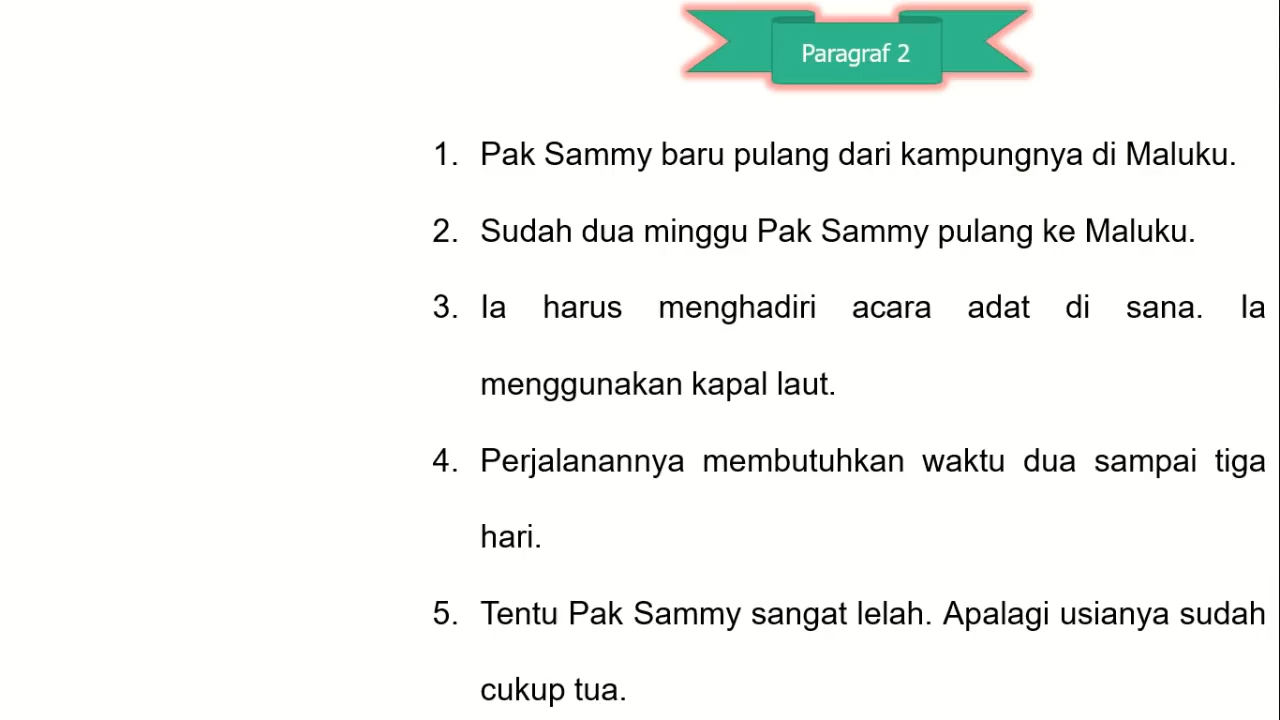 Paragraf 2
1. Pak Sammy baru pulang dari kampungnya di Maluku.
2. Sudah dua minggu Pak Sammy pulang ke Maluku.
3. Ia harus menghadiri acara adat di sana. Ia
menggunakan kapal laut.
4. Perjalanannya membutuhkan waktu dua sampai tiga
hari.
5. Tentu Pak Sammy sangat lelah. Apalagi usianya sudah
cukup tua.